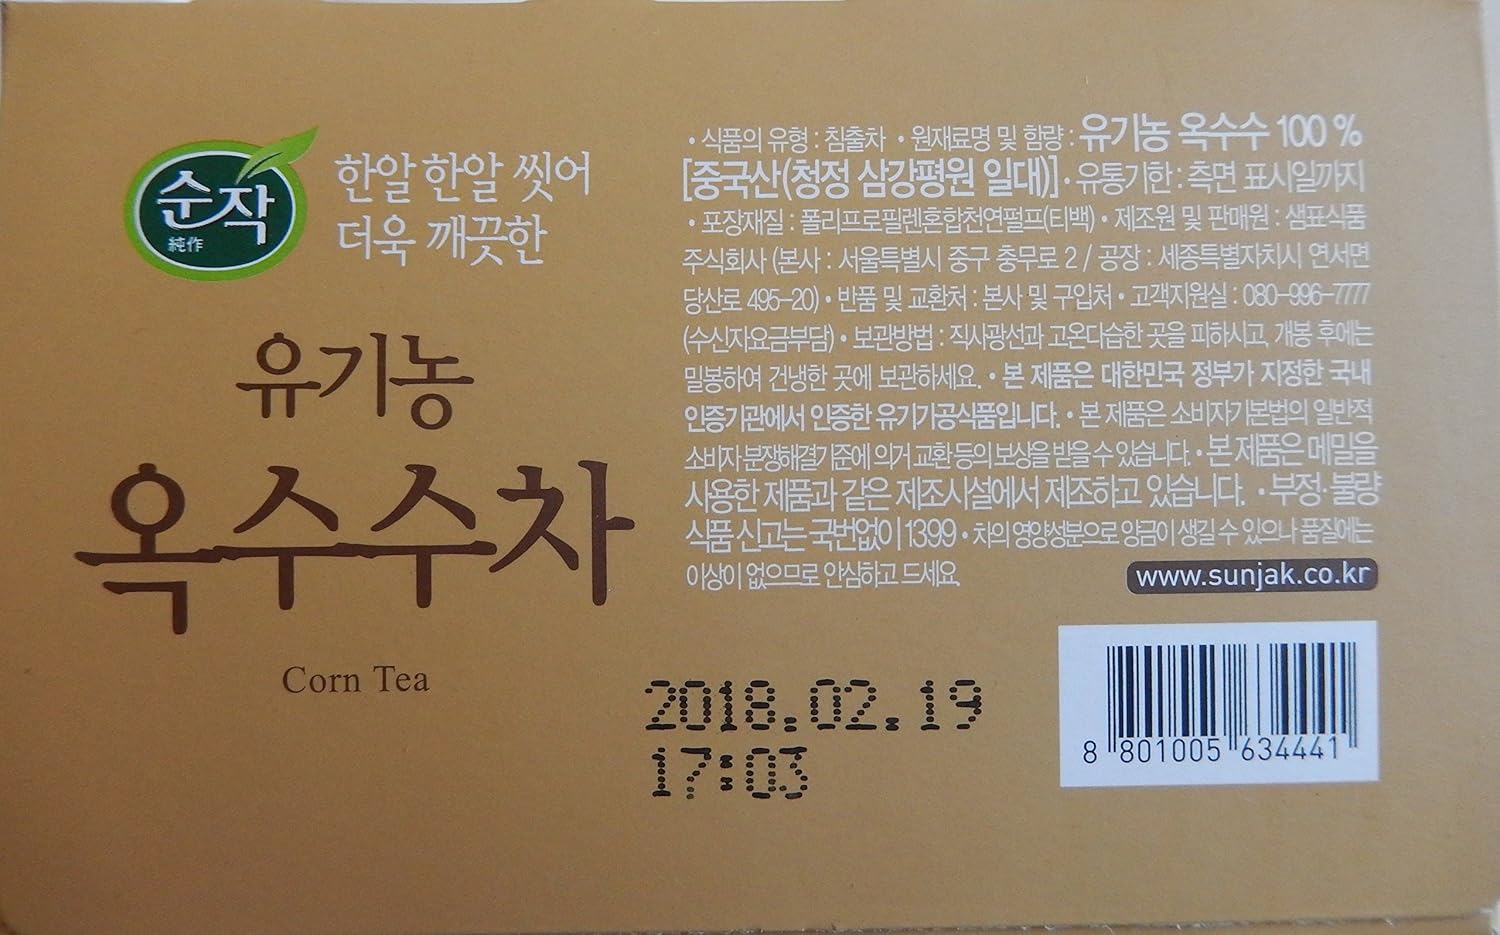 순작
純作
한알 한알 씻어
더욱 깨끗한
유기농
옥수수차
Corn Tea
• 식품의 유형 : 침출차 • 원재료명 및 함량 : 유기농 옥수수 100 %
[중국산(청정 삼강평원 일대)] • 유통기한 : 측면 표시일까지
• 포장재질 : 폴리프로필렌혼합천연펄프(티백) • 제조원 및 판매원 : 샘표식품
주식회사 (본사 : 서울특별시 중구 충무로 2 / 공장 : 세종특별자치시 연서면
당산로 495-20) • 반품 및 교환처 : 본사 및 구입처 • 고객지원실 : 080-996-7777
(수신자요금부담) • 보관방법 : 직사광선과 고온다습한 곳을 피하시고, 개봉 후에는
밀봉하여 건냉한 곳에 보관하세요. • 본 제품은 대한민국 정부가 지정한 국내
인증기관에서 인증한 유기가공식품입니다. • 본 제품은 소비자기본법의 일반적
소비자 분쟁해결기준에 의거 교환 등의 보상을 받을 수 있습니다. • 본 제품은 메밀을
사용한 제품과 같은 제조시설에서 제조하고 있습니다. • 부정·불량
식품 신고는 국번없이 1399 • 차의 영양성분으로 앙금이 생길 수 있으나 품질에는
이상이 없으므로 안심하고 드세요.
www.sunjak.co.kr
2018.02.19
17:03
8 801005 634441